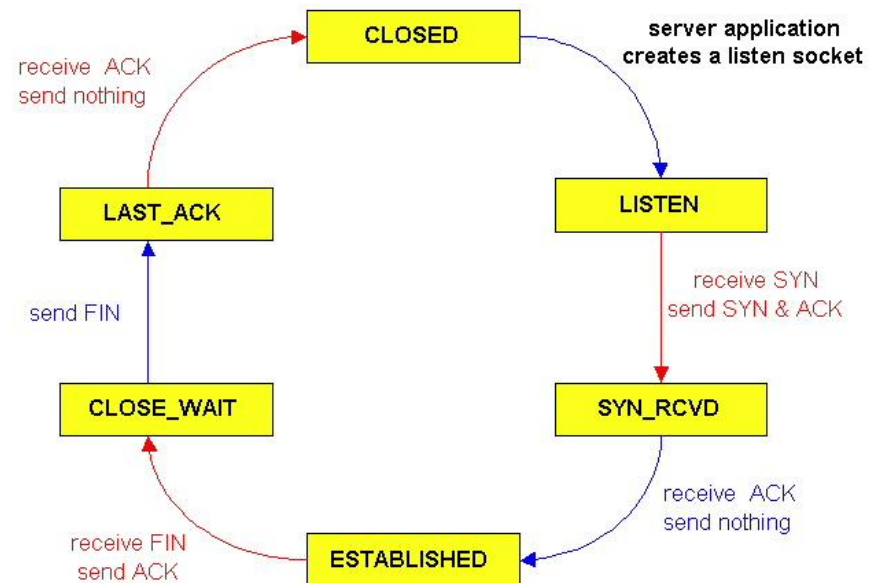 CLOSED
server application
creates a listen socket
receive ACK
send nothing
LAST_ACK
LISTEN
receive SYN
send SYN & ACK
send FIN
CLOSE_WAIT
SYN_RCVD
receive ACK
send nothing
receive FIN
send ACK
ESTABLISHED